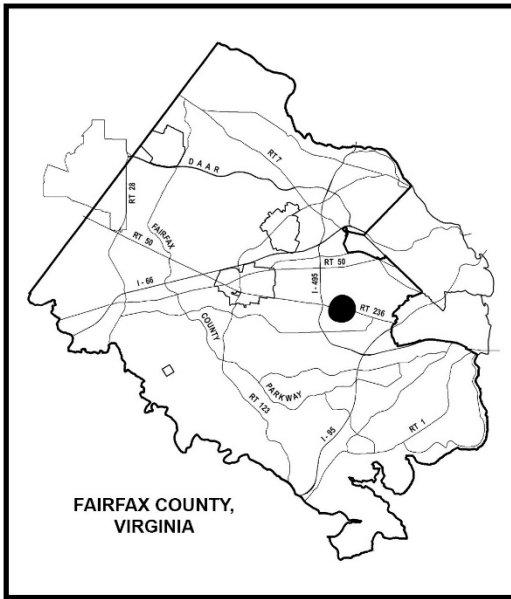 RT 7
D A A R
RT 28
FAIRFAX
RT 50
RT 50
I - 66
I - 495
RT 236
COUNTY
PARKWAY
RT 123
I - 95
RT 1
FAIRFAX COUNTY,
VIRGINIA